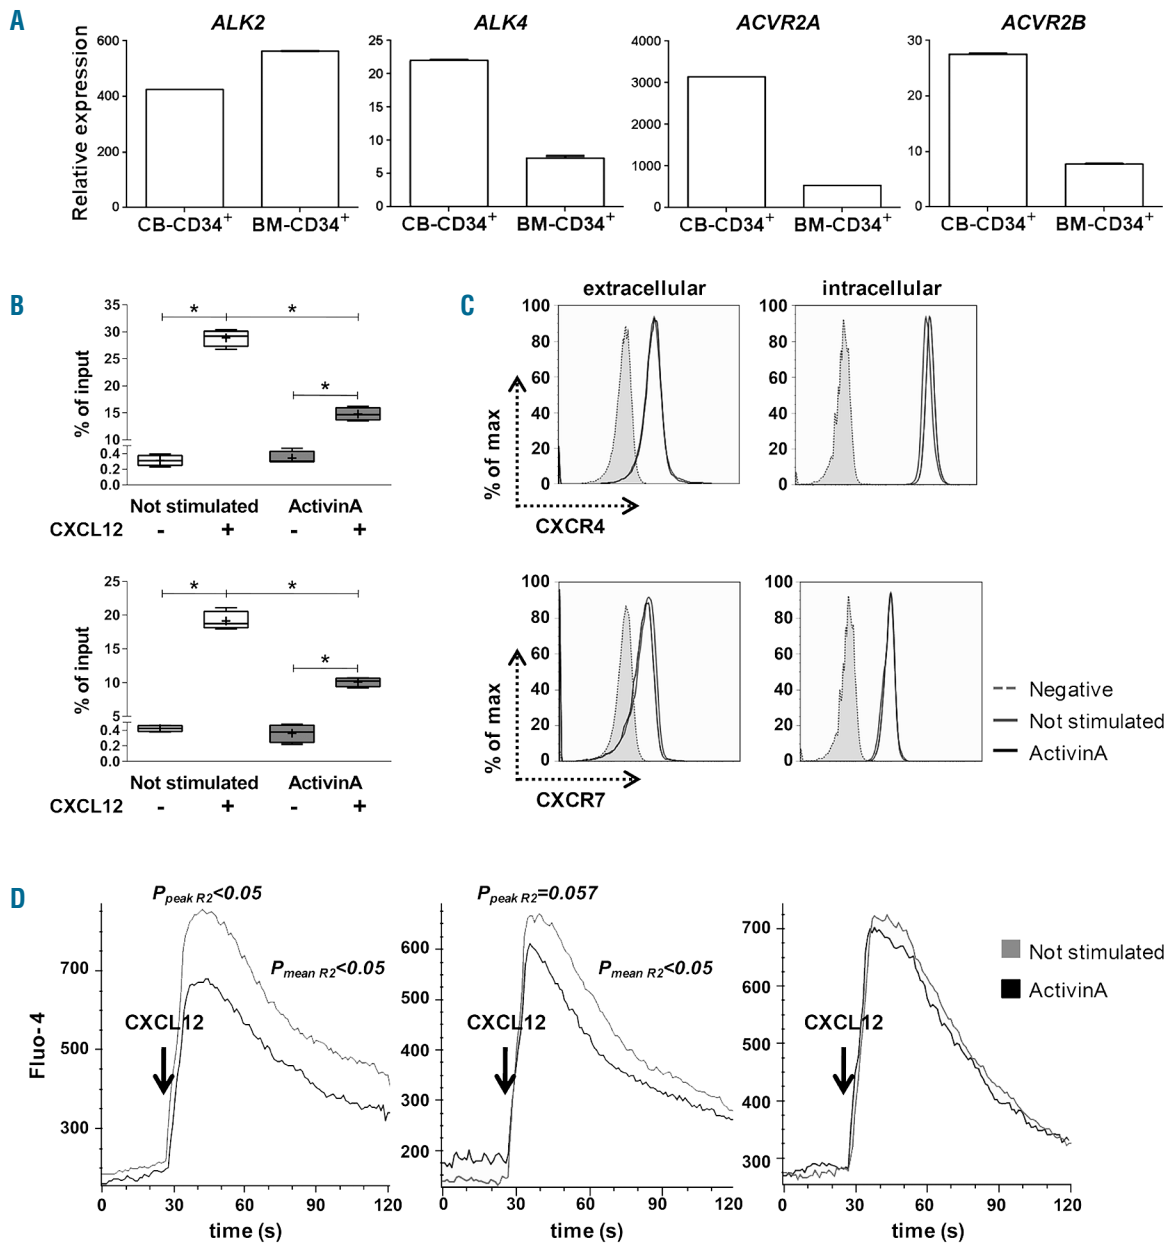 A
ALK2
ALK4
ACVR2A
ACVR2B
Relative expression
600
400
200
0
CB-CD34+
BM-CD34+
25
20
15
10
5
0
CB-CD34+
BM-CD34+
4000
3000
2000
1000
0
CB-CD34+
BM-CD34+
30
20
10
0
CB-CD34+
BM-CD34+
B
% of input
35
30
25
20
15
10
0.4
0.2
0.0
* * *
Not stimulated
ActivinA
CXCL12 - + - +
% of input
25
20
15
10
5
0.4
0.2
0.0
* * *
Not stimulated
ActivinA
CXCL12 - + - +
C
extracellular
intracellular
% of max
100
80
60
40
20
0
CXCR4
100
80
60
40
20
0
% of max
100
80
60
40
20
0
CXCR7
100
80
60
40
20
0
Negative
Not stimulated
ActivinA
D
Ppeak R2<0.05
Pmean R2<0.05
CXCL12
Fluo-4
700
500
300
0 30 60 90 120
time (s)
Ppeak R2=0.057
Pmean R2<0.05
CXCL12
600
500
400
300
200
0 30 60 90 120
time (s)
CXCL12
700
600
500
400
300
0 30 60 90 120
time (s)
Not stimulated
ActivinA